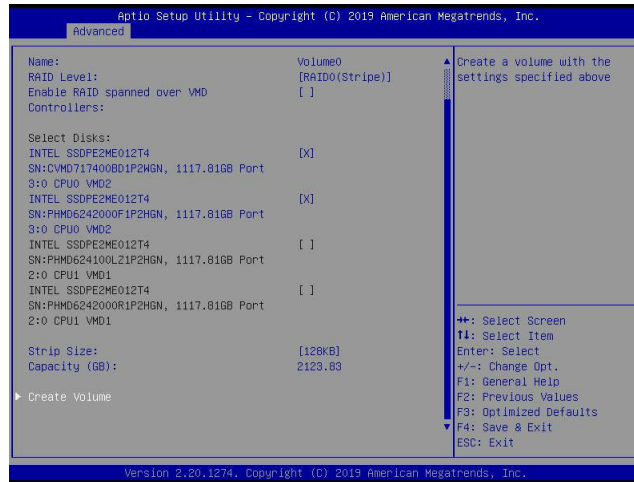 Aptio Setup Utility – Copyright (C) 2019 American Megatrends, Inc.
Advanced
Name: Volume0
RAID Level: [RAID0(Stripe)]
Enable RAID spanned over VMD [ ]
Controllers:
Select Disks:
INTEL SSDPE2ME012T4 [X]
SN:CVMD717400BD1P2WGN, 1117.81GB Port
3:0 CPU0 VMD2
INTEL SSDPE2ME012T4 [X]
SN:PHMD6242000F1P2HGN, 1117.81GB Port
3:0 CPU0 VMD2
INTEL SSDPE2ME012T4 [ ]
SN:PHMD624100LZ1P2HGN, 1117.81GB Port
2:0 CPU1 VMD1
INTEL SSDPE2ME012T4 [ ]
SN:PHMD6242000R1P2HGN, 1117.81GB Port
2:0 CPU1 VMD1
Strip Size: [128KB]
Capacity (GB): 2123.83
Create Volume
Create a volume with the
settings specified above
→←: Select Screen
↑↓: Select Item
Enter: Select
+/-: Change Opt.
F1: General Help
F2: Previous Values
F3: Optimized Defaults
F4: Save & Exit
ESC: Exit
Version 2.20.1274. Copyright (C) 2019 American Megatrends, Inc.